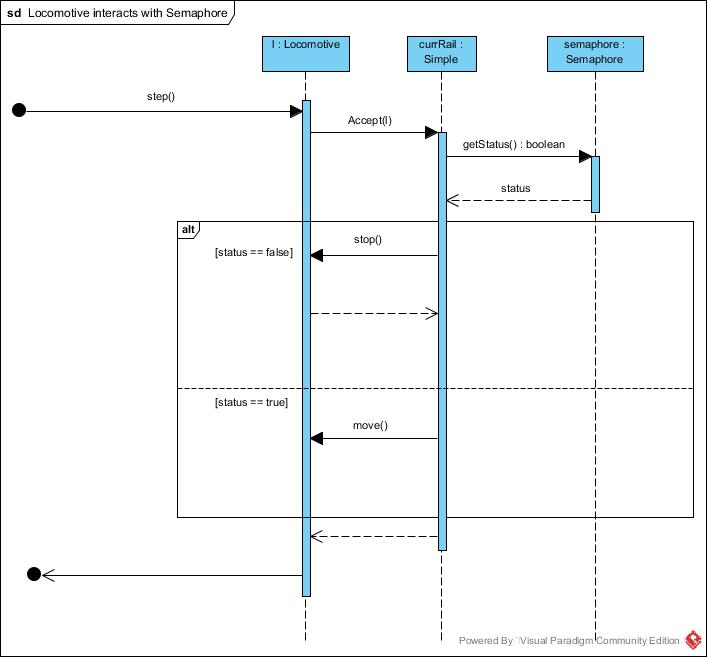 sd Locomotive interacts with Semaphore
l : Locomotive
currRail :
Simple
semaphore :
Semaphore
step()
Accept(l)
getStatus() : boolean
status
alt
stop()
[status == false]
[status == true]
move()
Powered By Visual Paradigm Community Edition